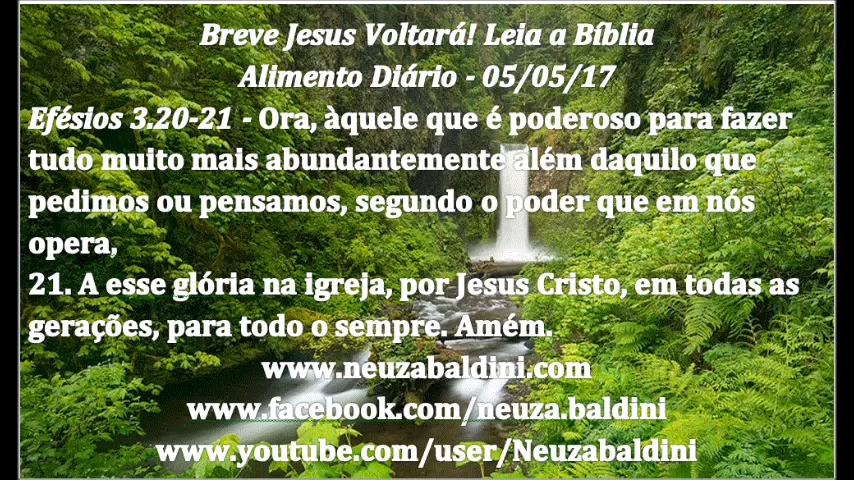 Breve Jesus Voltará! Leia a Bíblia
Alimento Diário - 05/05/17
Efésios 3.20-21 - Ora, àquele que é poderoso para fazer
tudo muito mais abundantemente além daquilo que
pedimos ou pensamos, segundo o poder que em nós
opera,
21. A esse glória na igreja, por Jesus Cristo, em todas as
gerações, para todo o sempre. Amém.
www.neuzabaldini.com
www.facebook.com/neuza.baldini
www.youtube.com/user/Neuzabaldini